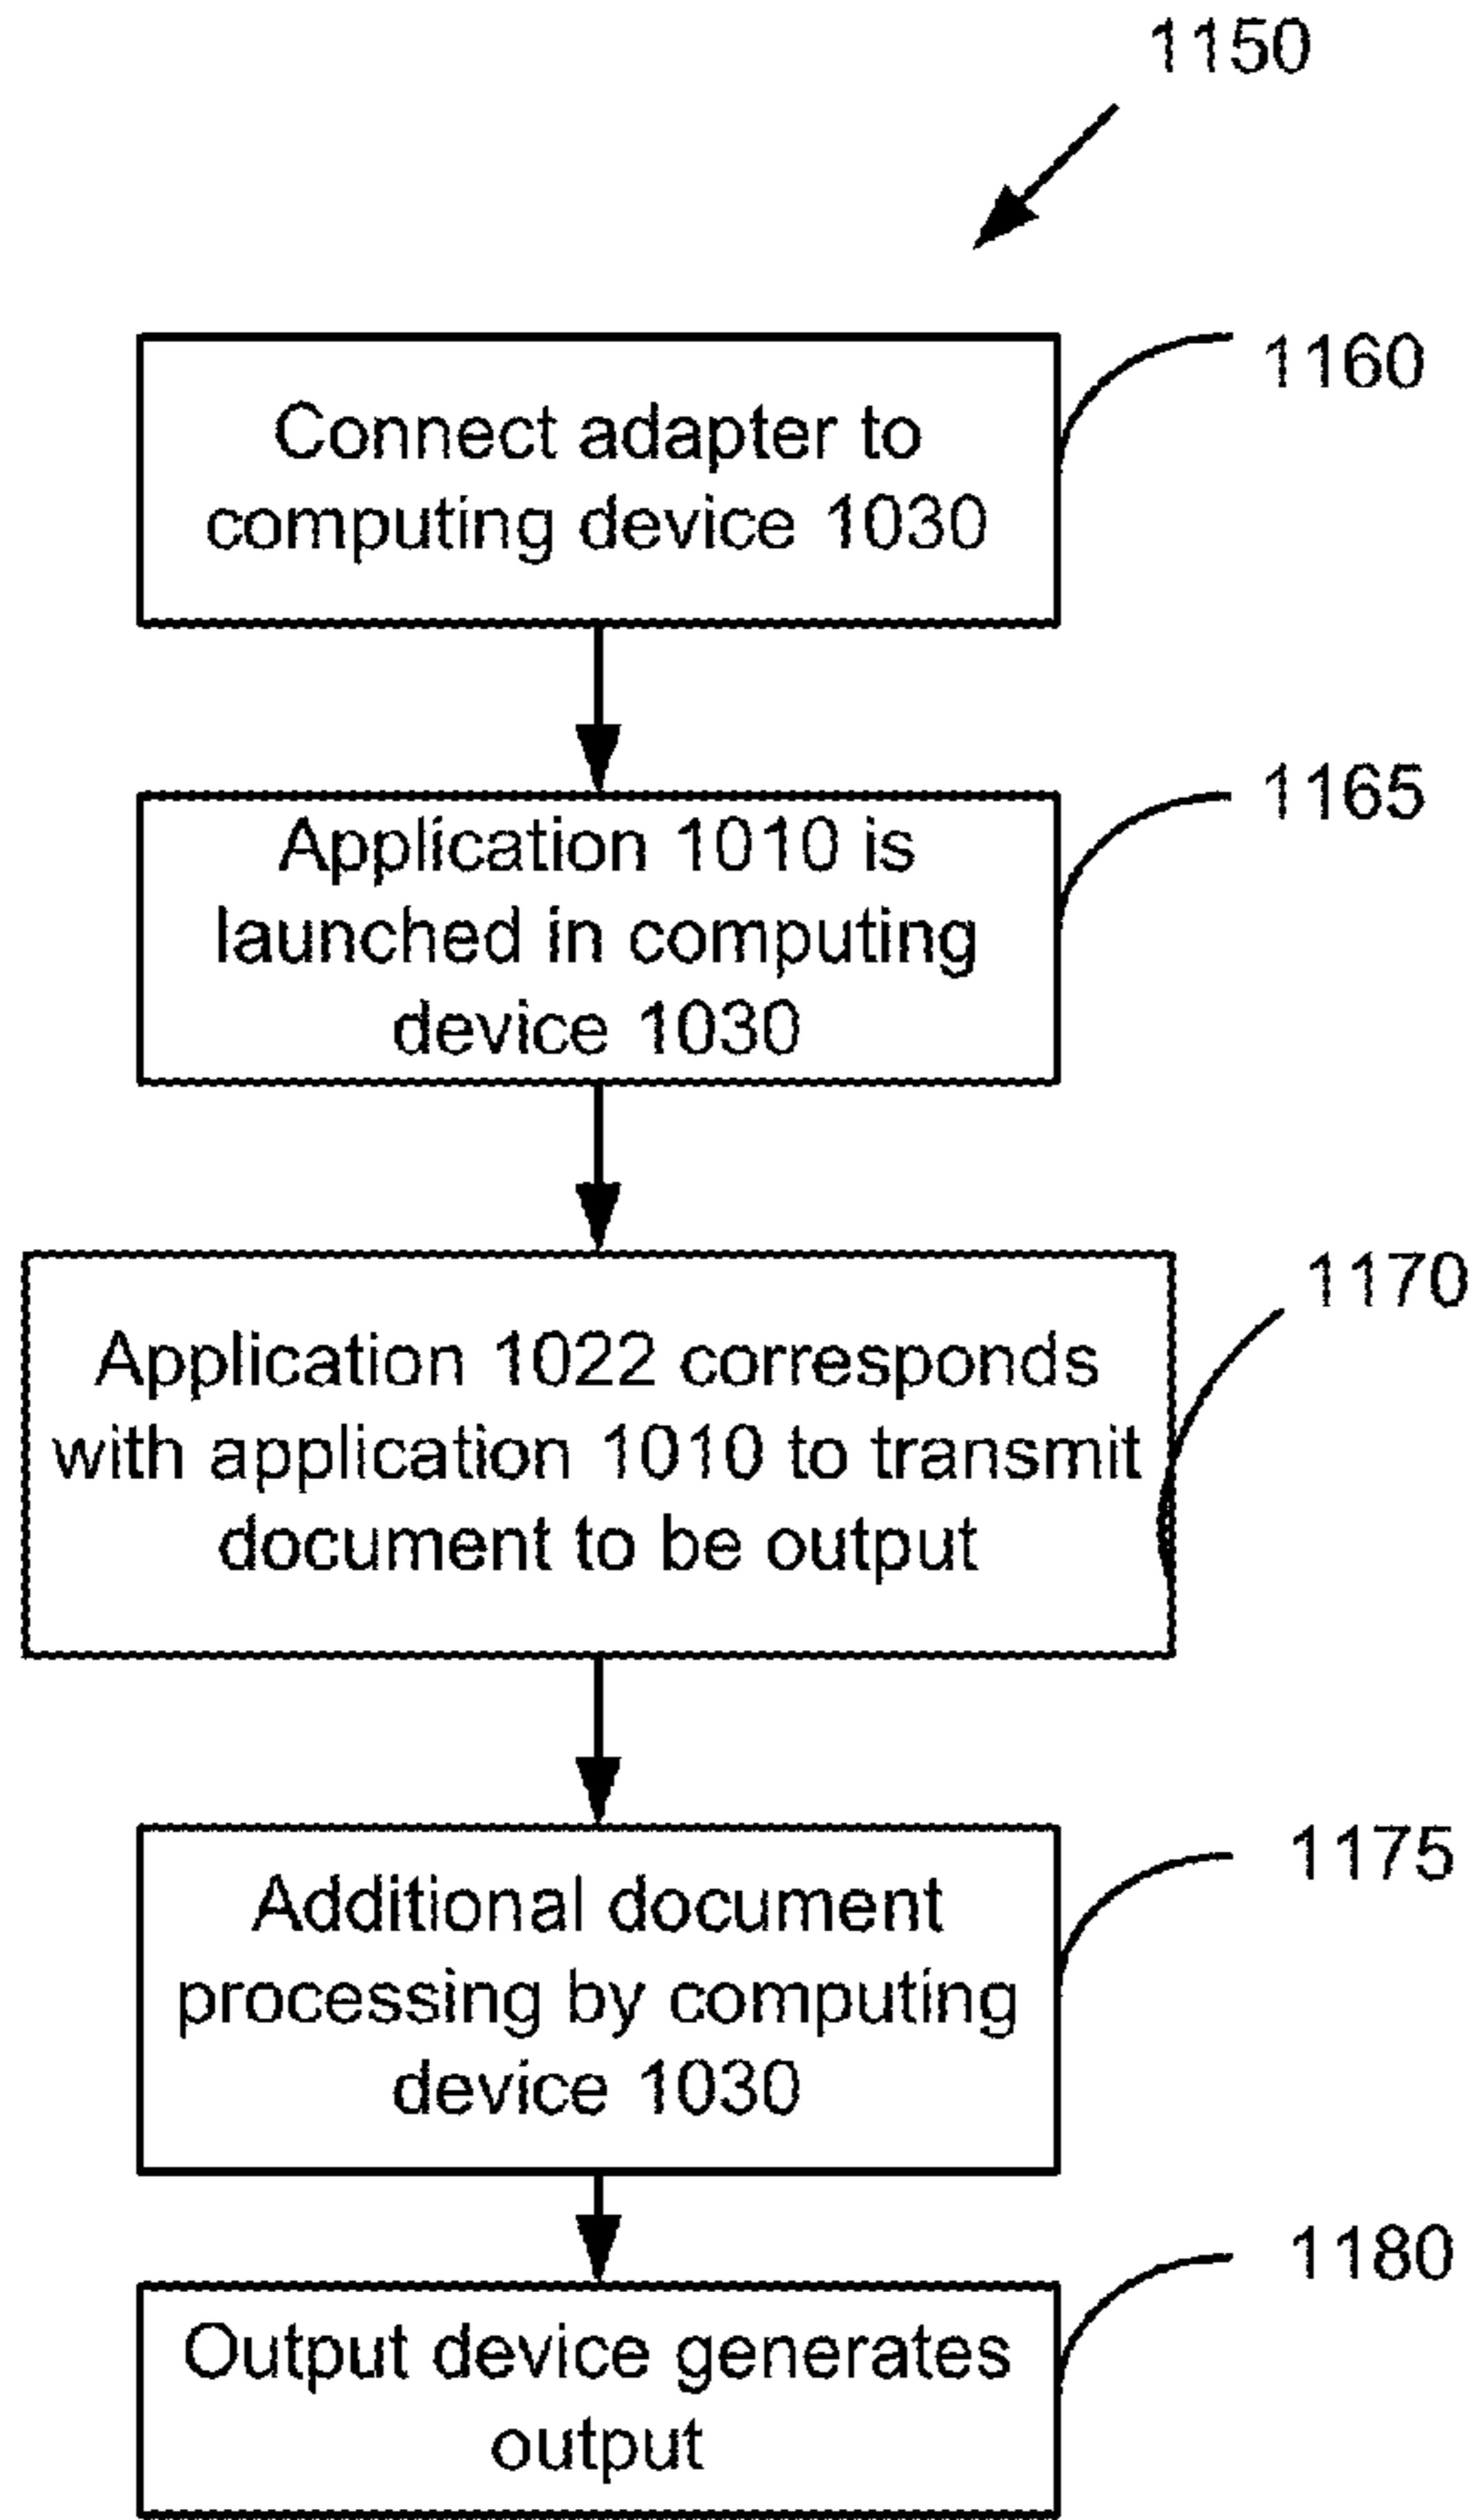 1150
Connect adapter to
computing device 1030
1160
Application 1010 is
launched in computing
device 1030
1165
Application 1022 corresponds
with application 1010 to transmit
document to be output
1170
Additional document
processing by computing
device 1030
1175
Output device generates
output
1180